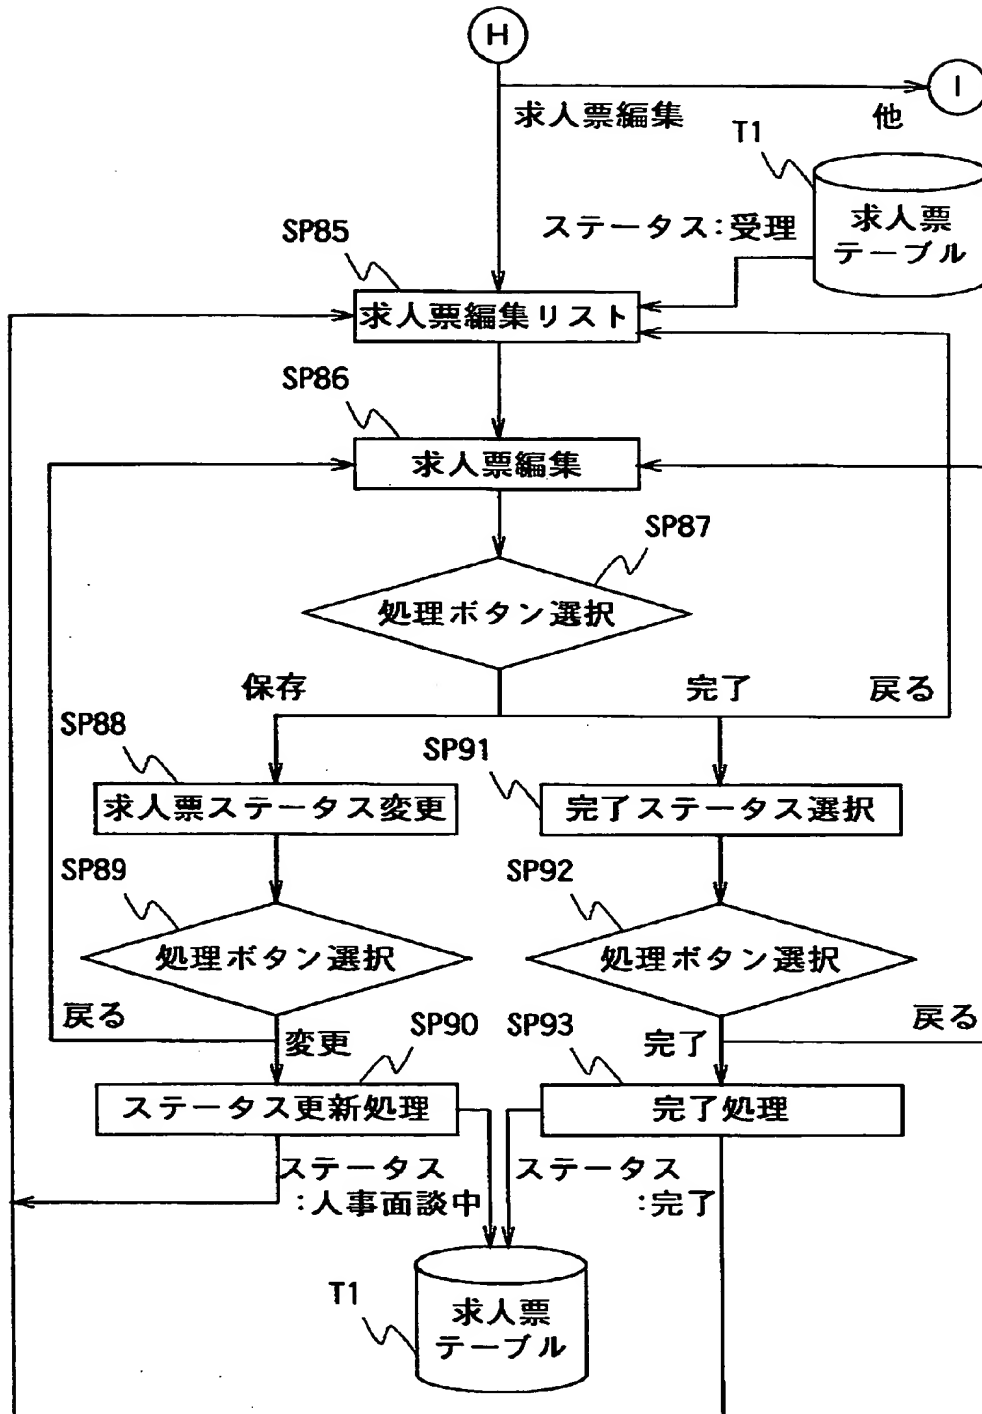 H
I
求人票編集
他
T1
求人票
テーブル
ステータス:受理
SP85
求人票編集リスト
SP86
求人票編集
SP87
処理ボタン選択
保存
完了
戻る
SP88
求人票ステータス変更
SP91
完了ステータス選択
SP89
処理ボタン選択
SP92
処理ボタン選択
戻る
変更
SP90
完了
SP93
戻る
ステータス更新処理
完了処理
ステータス
:人事面談中
ステータス
:完了
T1
求人票
テーブル